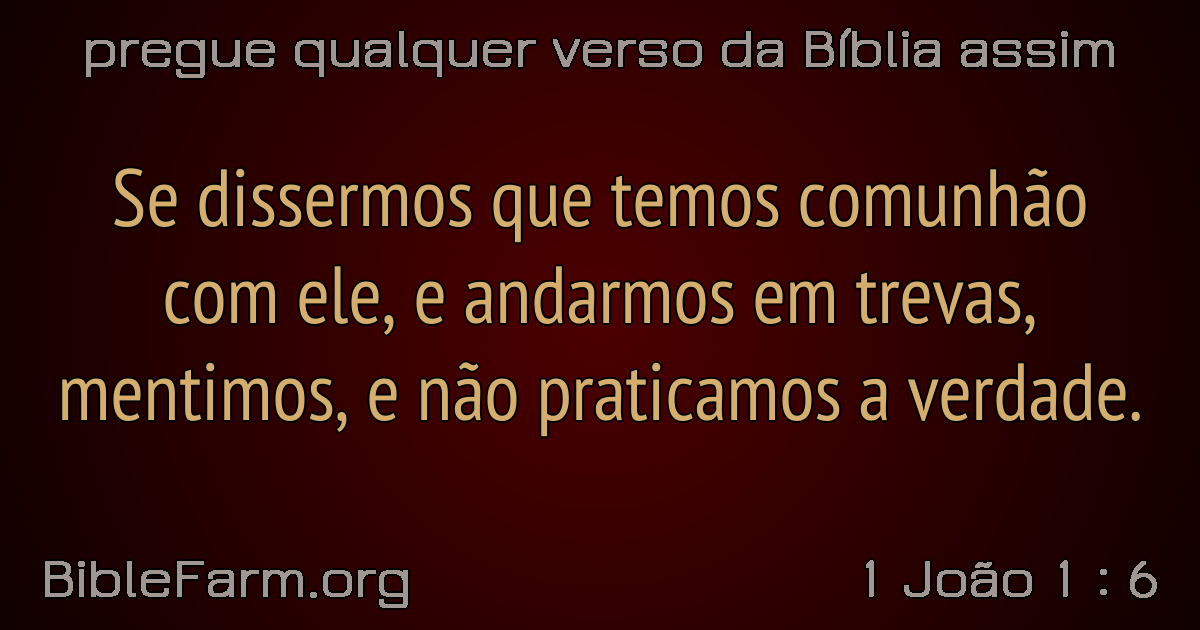 pregue qualquer verso da Bíblia assim
Se dissermos que temos comunhão
com ele, e andarmos em trevas,
mentimos, e não praticamos a verdade.
BibleFarm.org
1 João 1 : 6